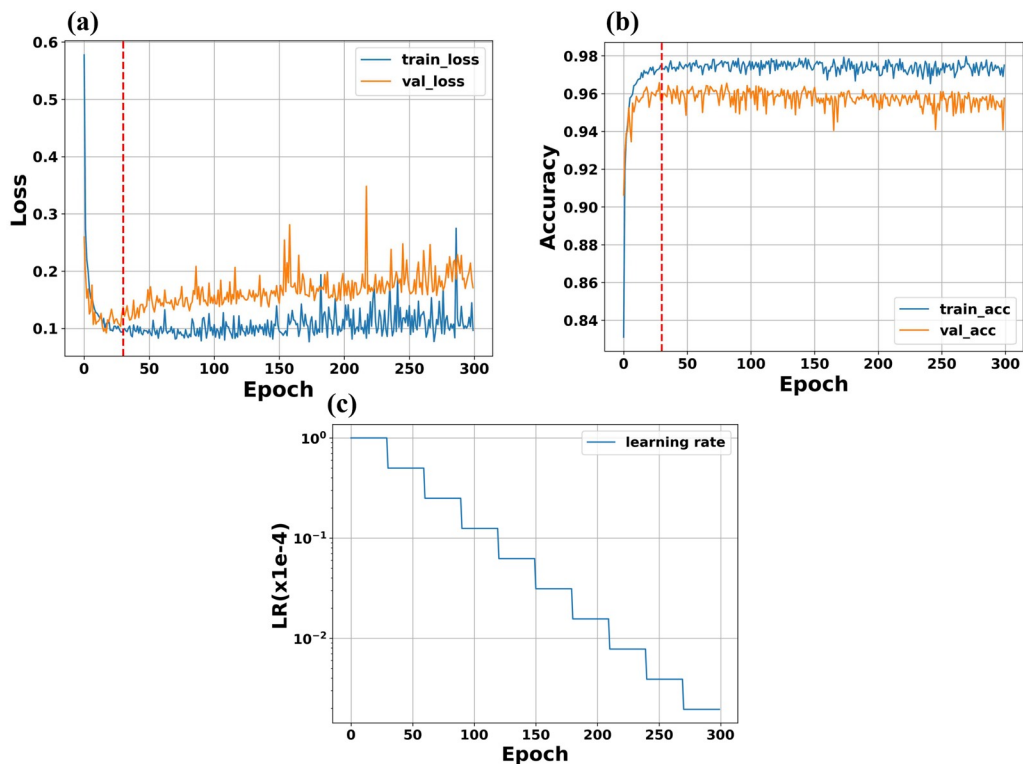 (a)
0.6
0.5
0.4
0.3
0.2
0.1
Loss
train_loss
val_loss
0 50 100 150 200 250 300
Epoch
(b)
0.98
0.96
0.94
0.92
0.90
0.88
0.86
0.84
Accuracy
train_acc
val_acc
0 50 100 150 200 250 300
Epoch
(c)
10⁰
10⁻¹
10⁻²
LR(x1e-4)
learning rate
0 50 100 150 200 250 300
Epoch